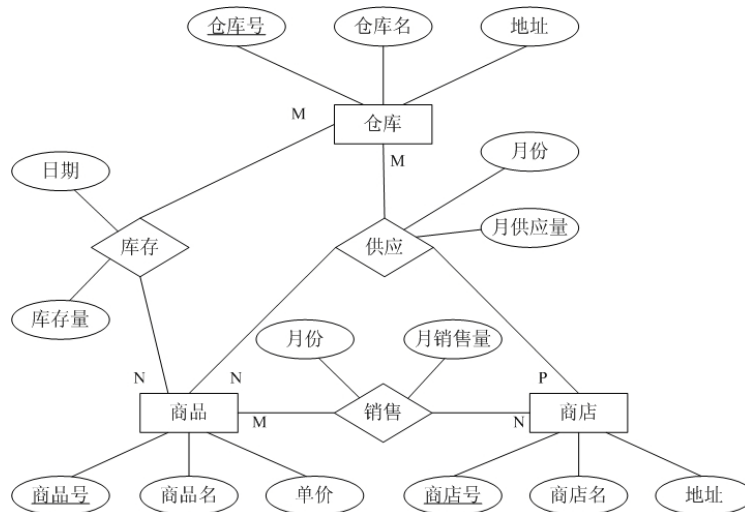 仓库号
仓库名
地址
M
仓库
M
月份
日期
月供应量
库存
供应
库存量
月份
月销售量
N
N
P
商品
M
销售
N
商店
商品号
商品名
单价
商店号
商店名
地址